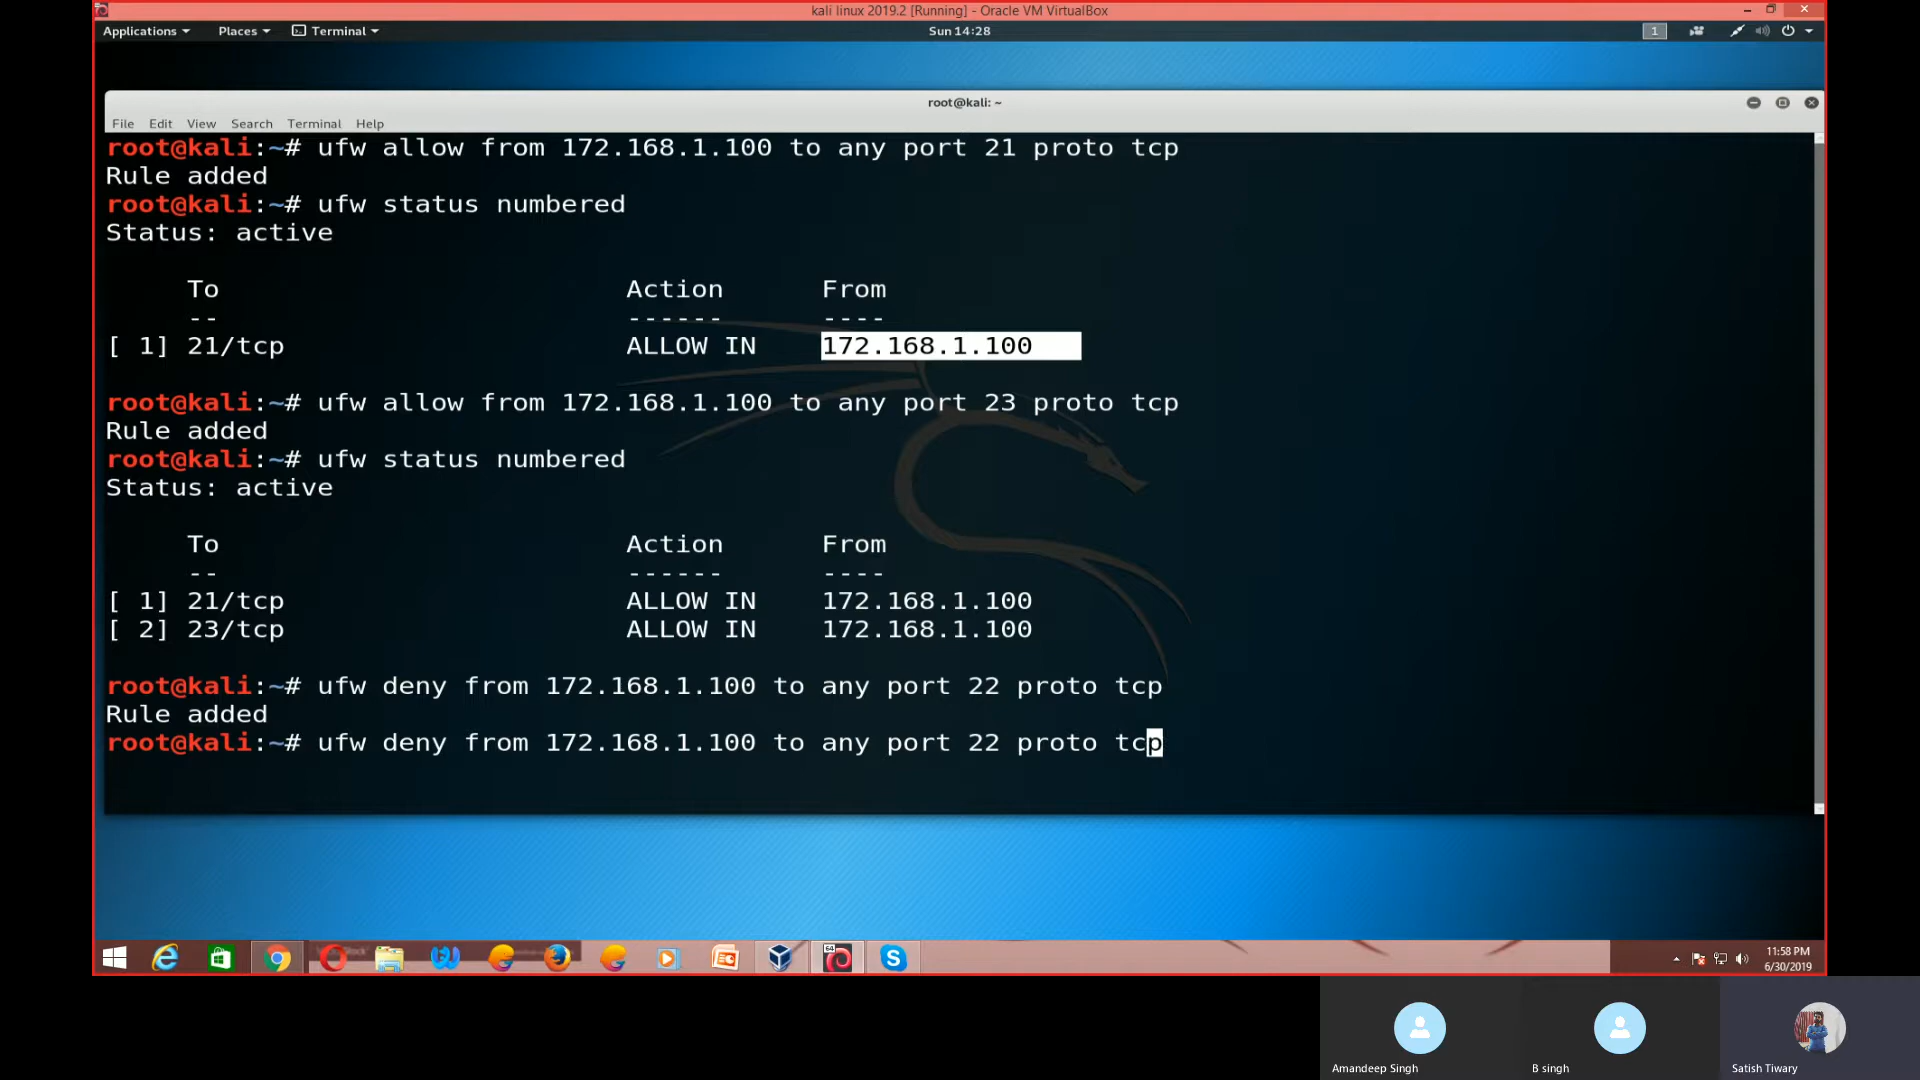 kali linux 2019.2 [Running] - Oracle VM VirtualBox
Applications Places Terminal Sun 14:28 1
root@kali: ~
File Edit View Search Terminal Help
root@kali:~# ufw allow from 172.168.1.100 to any port 21 proto tcp
Rule added
root@kali:~# ufw status numbered
Status: active
To Action From
-- ------ ----
[ 1] 21/tcp ALLOW IN 172.168.1.100
root@kali:~# ufw allow from 172.168.1.100 to any port 23 proto tcp
Rule added
root@kali:~# ufw status numbered
Status: active
To Action From
-- ------ ----
[ 1] 21/tcp ALLOW IN 172.168.1.100
[ 2] 23/tcp ALLOW IN 172.168.1.100
root@kali:~# ufw deny from 172.168.1.100 to any port 22 proto tcp
Rule added
root@kali:~# ufw deny from 172.168.1.100 to any port 22 proto tcp
64
11:58 PM
6/30/2019
Amandeep Singh B singh Satish Tiwary